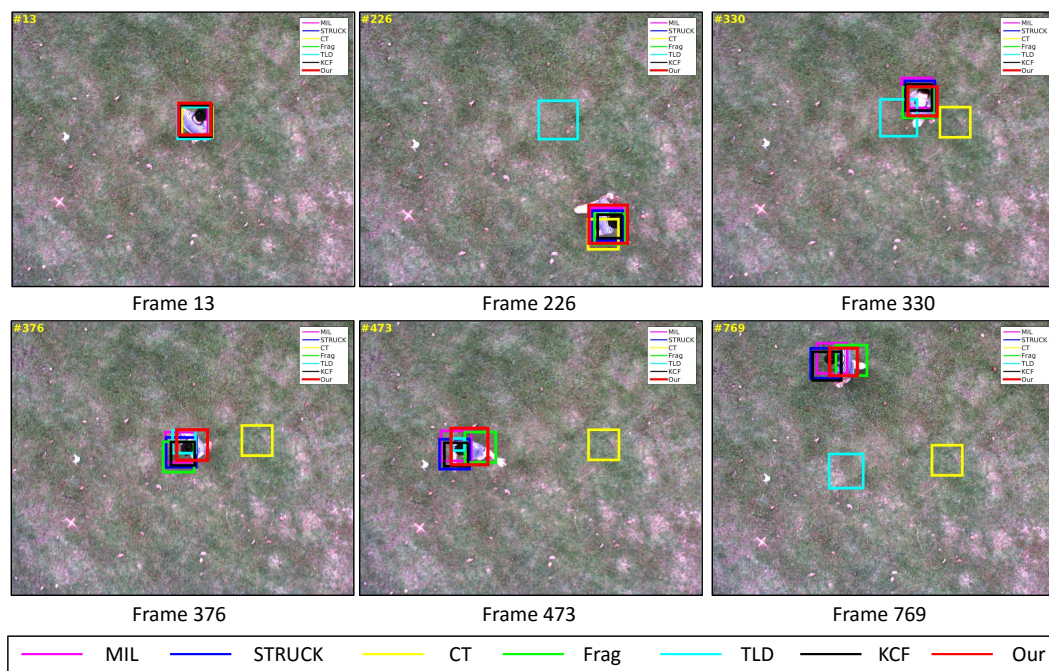 #13
MIL
STRUCK
CT
Frag
TLD
KCF
Our
#226
MIL
STRUCK
CT
Frag
TLD
KCF
Our
#330
MIL
STRUCK
CT
Frag
TLD
KCF
Our
Frame 13
Frame 226
Frame 330
#376
MIL
STRUCK
CT
Frag
TLD
KCF
Our
#473
MIL
STRUCK
CT
Frag
TLD
KCF
Our
#769
MIL
STRUCK
CT
Frag
TLD
KCF
Our
Frame 376
Frame 473
Frame 769
MIL STRUCK CT Frag TLD KCF Our